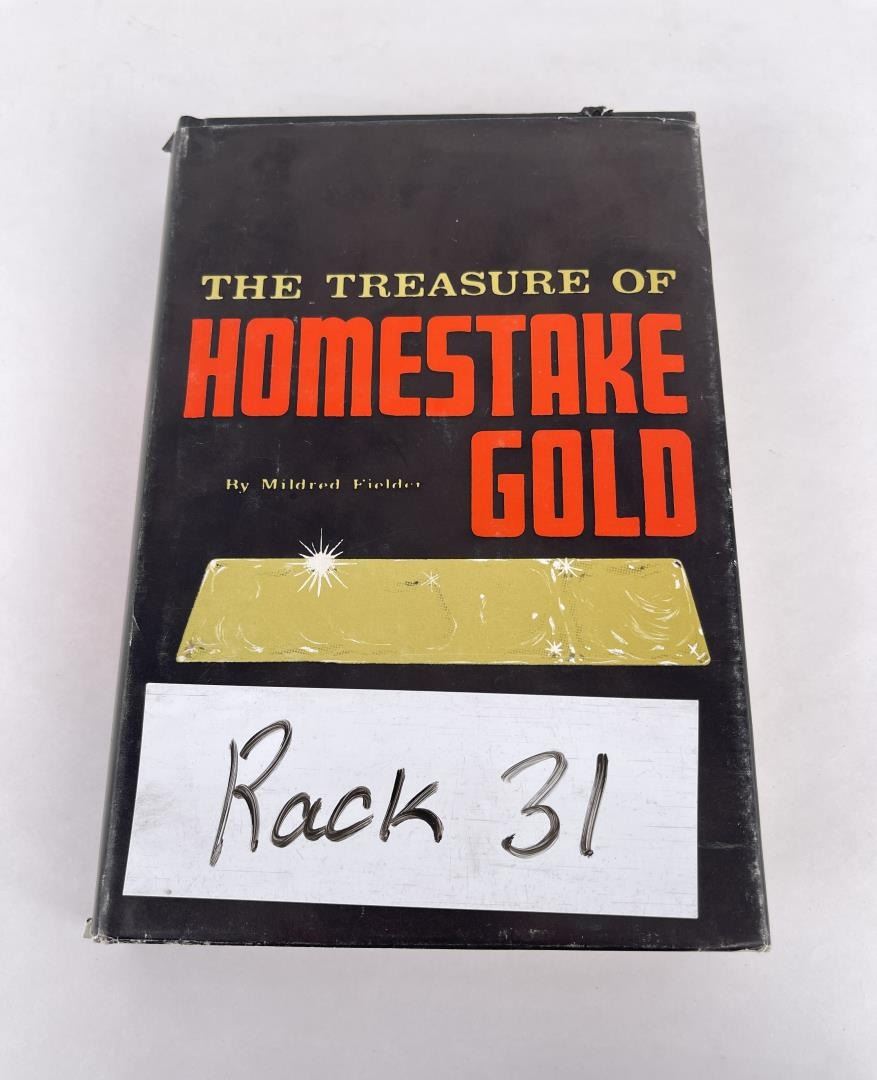 THE TREASURE OF
HOMESTAKE
GOLD
By Mildred Fielder
Rack 31